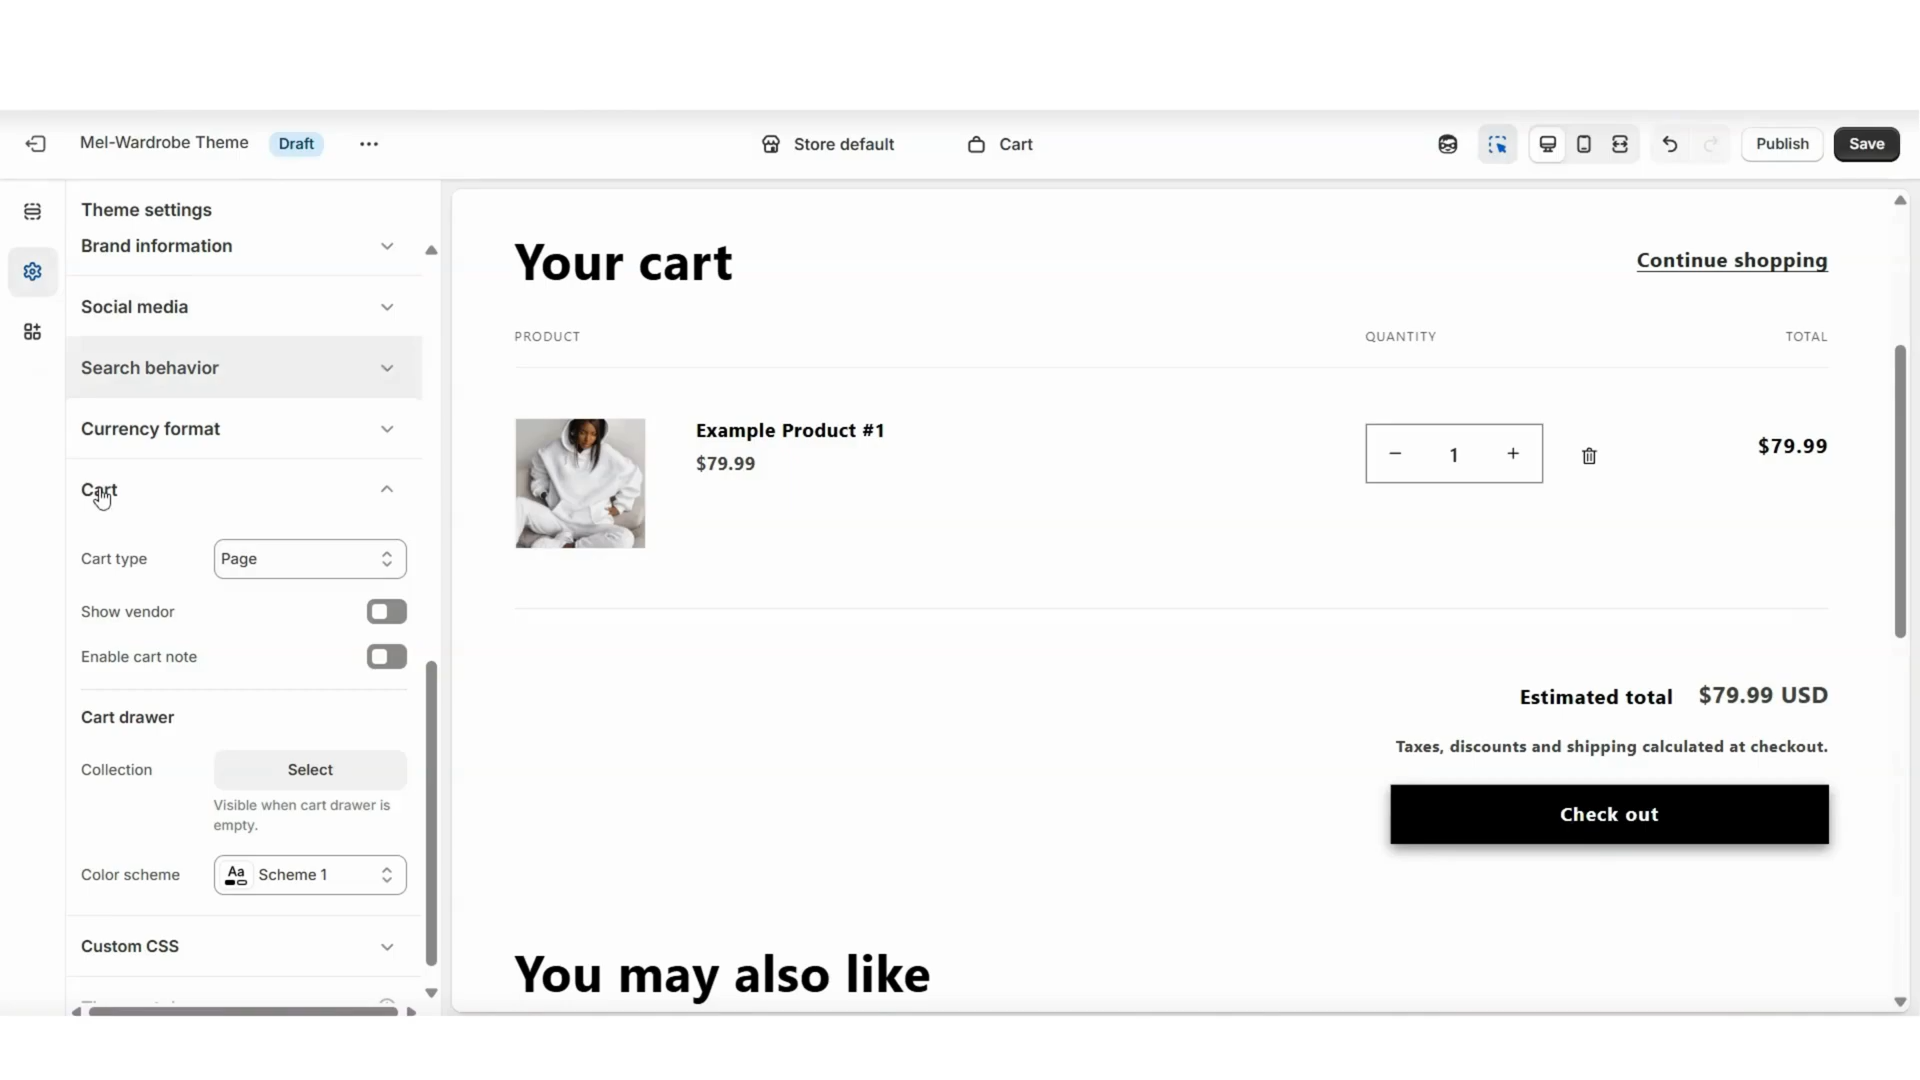 Mel-Wardrobe Theme
Draft
Store default
Cart
Publish
Save
Theme settings
Brand information
Social media
Search behavior
Currency format
Cart
Cart type
Page
Show vendor
Enable cart note
Cart drawer
Collection
Select
Visible when cart drawer is
empty.
Color scheme
Aa
Scheme 1
Custom CSS
Your cart
Continue shopping
PRODUCT
QUANTITY
TOTAL
Example Product #1
$79.99
− 1 +
$79.99
Estimated total $79.99 USD
Taxes, discounts and shipping calculated at checkout.
Check out
You may also like